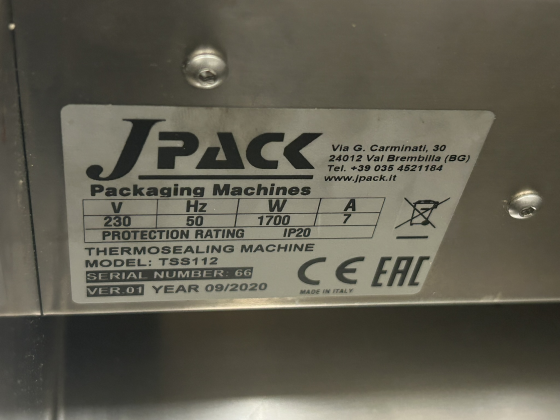 JPACK
Packaging Machines
Via G. Carminati, 30
24012 Val Brembilla (BG)
Tel. +39 035 4521184
www.jpack.it
V Hz W A
230 50 1700 7
PROTECTION RATING IP20
THERMOSEALING MACHINE
MODEL: TSS112
SERIAL NUMBER: 66
VER.01 YEAR 09/2020
CE EAC
MADE IN ITALY